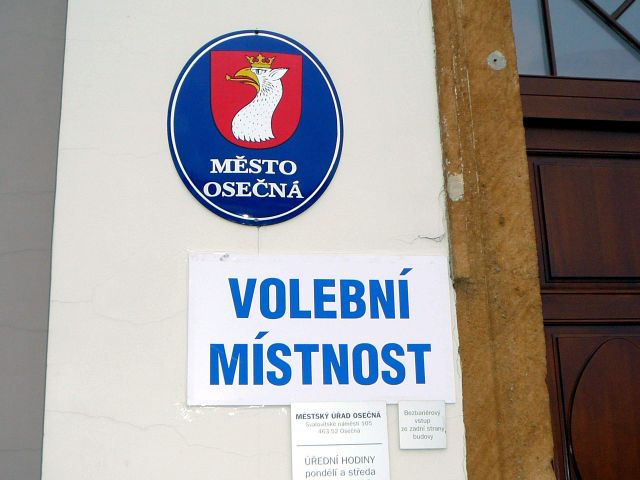 MĚSTO
OSEČNÁ
VOLEBNÍ
MÍSTNOST
MĚSTSKÝ ÚŘAD OSEČNÁ
Svatovítské náměstí 105
463 52 Osečná
ÚŘEDNÍ HODINY
pondělí a středa
Bezbariérový
vstup
ze zadní strany
budovy